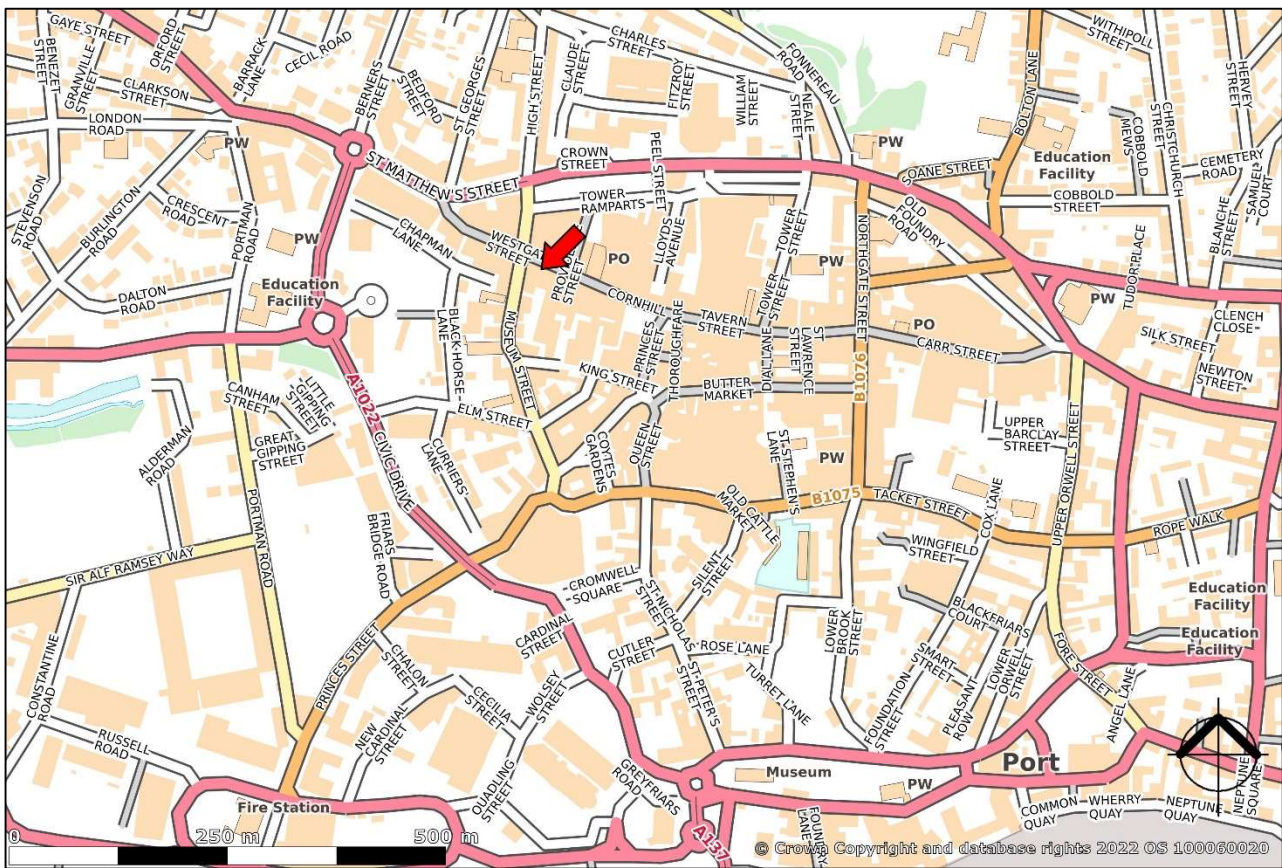 GAYE STREET
ORFORD
STREET
BENEZET
STREET
GRANVILLE
STREET
BARRACK
LANE
CECIL ROAD
CLARKSON
STREET
LONDON
ROAD
PW
BERNERS
STREET
BEDFORD
STREET
ST GEORGES
STREET
HIGH STREET
CLAUDE
STREET
CHARLES
STREET
FITZROY
STREET
WILLIAM
STREET
NEALE
STREET
FONNEREAU
ROAD
PW
BOLTON LANE
WITHIPOLL
STREET
HERVEY
STREET
CHRISTCHURCH
STREET
COBBOLD
MEWS
Education
Facility
CEMETERY
ROAD
SAMUEL
COURT
BLANCHE
STREET
SOANE STREET
COBBOLD
STREET
ST MATTHEW'S STREET
CROWN
STREET
PEEL STREET
TOWER
RAMPARTS
STEVENSON
ROAD
BURLINGTON
ROAD
CRESCENT
ROAD
PORTMAN
ROAD
PW
CHAPMAN
LANE
STREET
STREET
PO
LLOYDS
AVENUE
TOWER
STREET
PW
NORTHGATE STREET
OLD
FOUNDRY
ROAD
TUDOR PLACE
PW
DALTON
ROAD
Education
Facility
BLACK HORSE
LANE
MUSEUM STREET
CORNHILL
TAVERN
STREET
TOWER
STREET
DIAL LANE
ST
LAWRENCE
STREET
PO
CARR STREET
CLENCH
CLOSE
SILK STREET
NEWTON
STREET
PRINCES
STREET
THOROUGHFARE
KING STREET
BUTTER
MARKET
B1076
CANHAM
STREET
LITTLE
GIPPING
STREET
GREAT
GIPPING
STREET
A1022
CIVIC DRIVE
ELM STREET
CURRIERS'
LANE
COYTES
GARDENS
QUEEN
STREET
ST STEPHEN'S
LANE
PW
UPPER
BARCLAY
STREET
UPPER ORWELL STREET
ALDERMAN
ROAD
PORTMAN ROAD
OLD CATTLE
MARKET
B1075
TACKET STREET
COX LANE
ROPE WALK
FRIARS
BRIDGE ROAD
SIR ALF RAMSEY WAY
SILENT
STREET
WINGFIELD
STREET
CROMWELL
SQUARE
ST NICHOLAS
STREET
BLACKFRIARS
COURT
Education
Facility
CONSTANTINE
ROAD
PRINCES STREET
CARDINAL
STREET
CUTLER
STREET
ROSE LANE
LOWER
BROOK
STREET
SMART
STREET
LOWER
ORWELL
STREET
FORE STREET
Education
Facility
CHALON
STREET
CECILIA
STREET
WOLSEY
STREET
ST PETER'S
STREET
TURRET LANE
FOUNDATION
STREET
PLEASANT
ROW
ANGEL LANE
NEW
CARDINAL
STREET
RUSSELL
ROAD
QUADLING
STREET
GREYFRIARS
ROAD
Museum
PW
Port
NEPTUNE
SQUARE
Fire Station
A137
FOUNDRY
LANE
COMMON
QUAY
WHERRY
QUAY
NEPTUNE
QUAY
0 250 m 500 m
© Crown Copyright and database rights 2022 OS 100060020